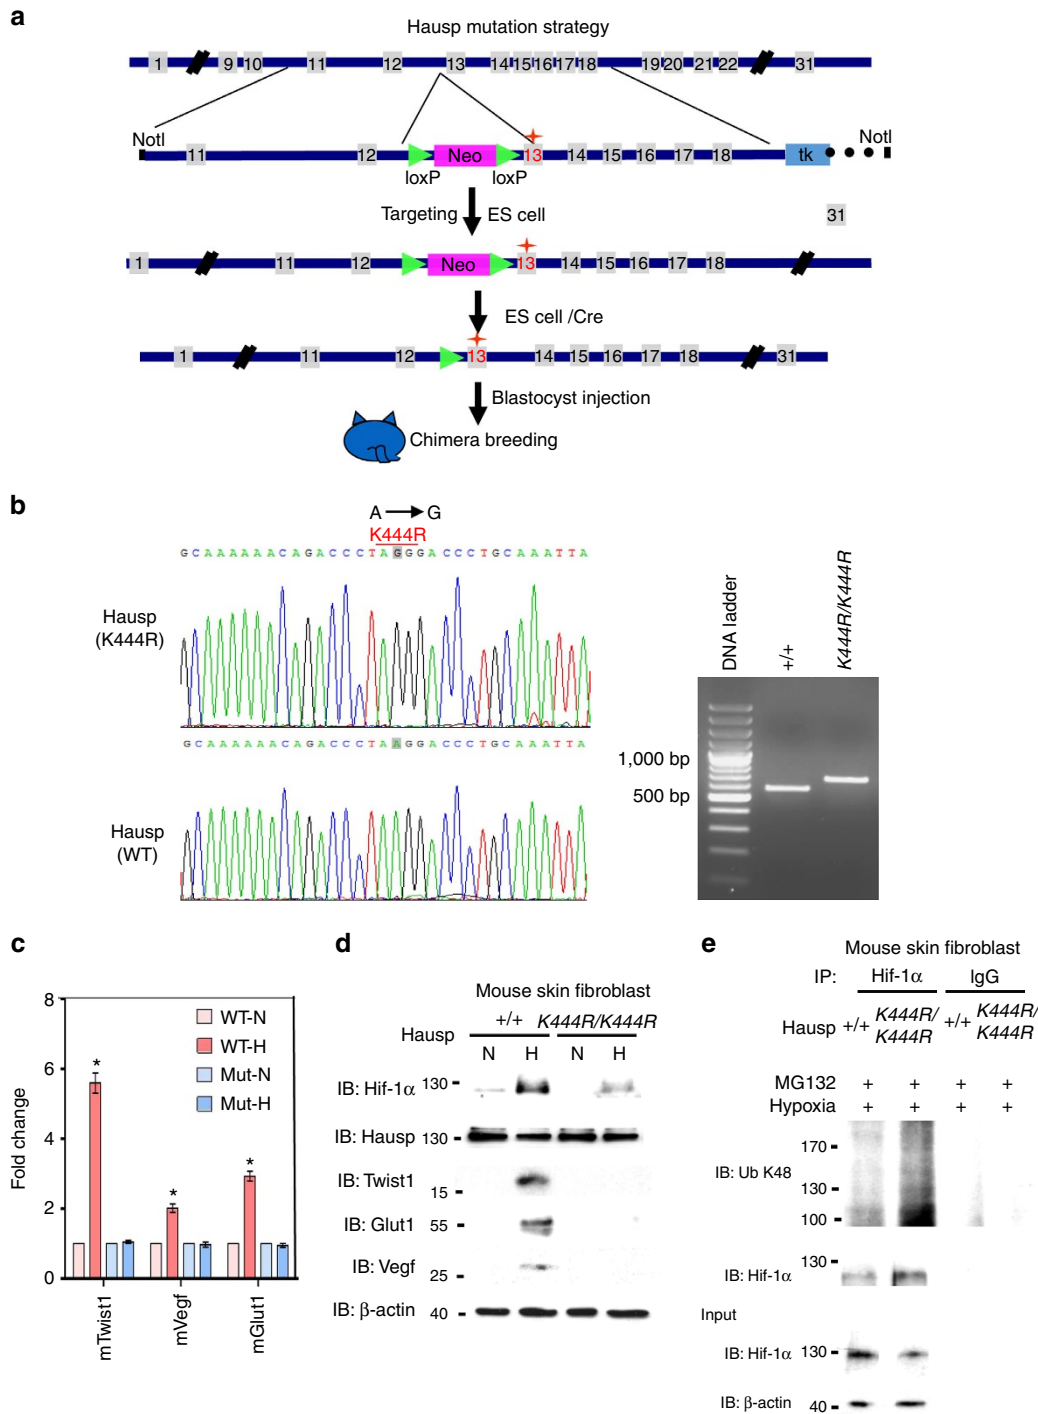 a
Hausp mutation strategy
1 9 10 11 12 13 14 15 16 17 18 19 20 21 22 31
NotI NotI
11 12 Neo 13 14 15 16 17 18 tk
loxP loxP
Targeting ES cell
31
1 11 12 Neo 13 14 15 16 17 18
ES cell /Cre
1 11 12 13 14 15 16 17 18 31
Blastocyst injection
Chimera breeding
b
A G
K444R
G C A A A A A A C A G A C C C T A G G G A C C C T G C A A A T T A
Hausp
(K444R)
G C A A A A A A C A G A C C C T A A G G A C C C T G C A A A T T A
Hausp
(WT)
DNA ladder
+/+
K444R/K444R
1,000 bp
500 bp
c
Fold change
8
6
4
2
0
WT-N
WT-H
Mut-N
Mut-H
* * *
mTwist1
mVegf
mGlut1
d
Mouse skin fibroblast
Hausp +/+ K444R/K444R
N H N H
IB: Hif-1α 130
IB: Hausp 130
IB: Twist1 15
IB: Glut1 55
IB: Vegf 25
IB: β-actin 40
e
Mouse skin fibroblast
IP: Hif-1α IgG
Hausp +/+ K444R/ K444R +/+ K444R/ K444R
MG132 + + + +
Hypoxia + + + +
170
IB: Ub K48
130
100
130
IB: Hif-1α
Input
IB: Hif-1α 130
IB: β-actin 40